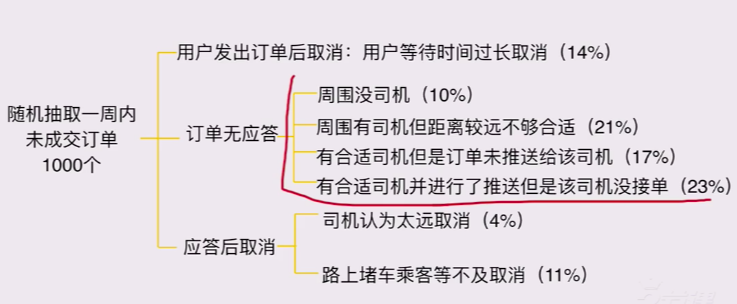 用户发出订单后取消：用户等待时间过长取消（14%）
随机抽取一周内
未成交订单
1000个
订单无应答
周围没司机（10%）
周围有司机但距离较远不够合适（21%）
有合适司机但是订单未推送给该司机（17%）
有合适司机并进行了推送但是该司机没接单（23%）
应答后取消
司机认为太远取消（4%）
路上堵车乘客等不及取消（11%）